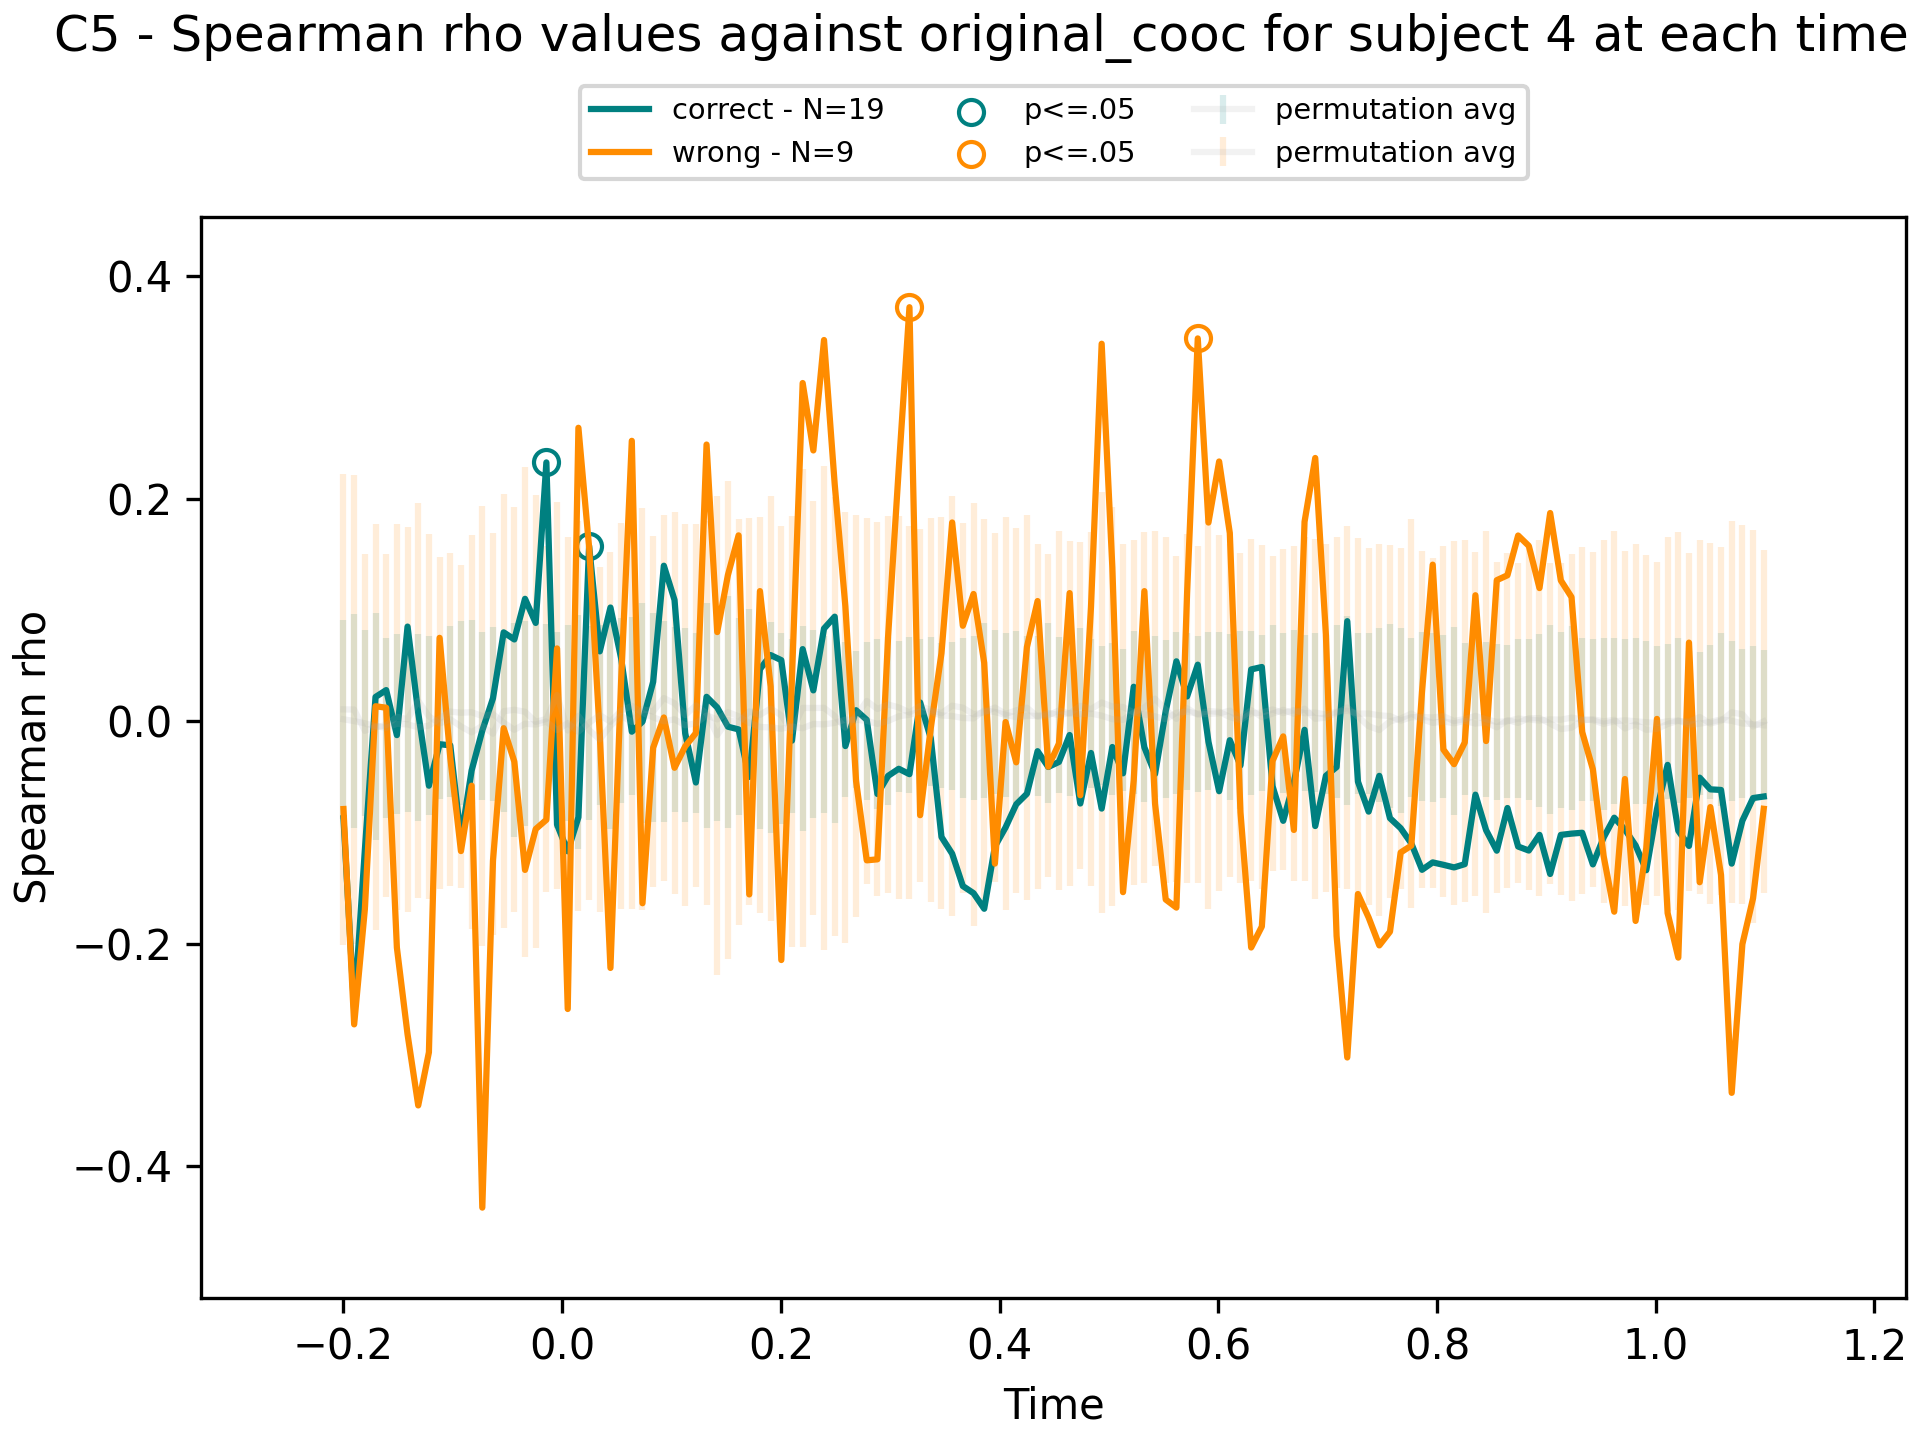 C5 - Spearman rho values against original_cooc for subject 4 at each time
correct - N=19
wrong - N=9
p<=.05
p<=.05
permutation avg
permutation avg
Spearman rho
0.4
0.2
0.0
−0.2
−0.4
−0.2
0.0
0.2
0.4
0.6
0.8
1.0
1.2
Time